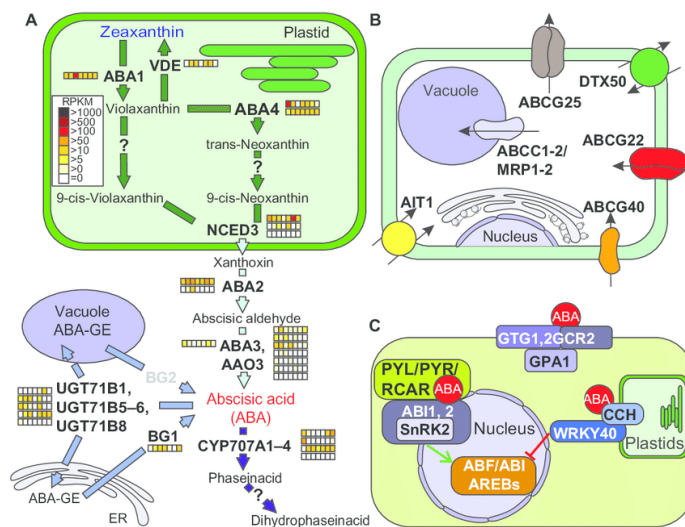 A
Zeaxanthin
Plastid
VDE
ABA1
RPKM
>1000
>500
>100
>50
>10
>5
>0
=0
Violaxanthin
ABA4
?
trans-Neoxanthin
?
9-cis-Violaxanthin
9-cis-Neoxanthin
NCED3
Xanthoxin
ABA2
Abscisic aldehyde
ABA3,
AAO3
Vacuole
ABA-GE
BG2
UGT71B1,
UGT71B5–6,
UGT71B8
Abscisic acid
(ABA)
BG1
CYP707A1–4
Phaseinacid
?
Dihydrophaseinacid
ABA-GE
ER
B
Vacuole
ABCG25
DTX50
ABCC1-2/
MRP1-2
ABCG22
AIT1
ABCG40
Nucleus
C
ABA
GTG1,2GCR2
GPA1
PYL/PYR/
RCAR
ABA
ABI1, 2
SnRK2
Nucleus
ABA
CCH
WRKY40
Plastids
ABF/ABI
AREBs